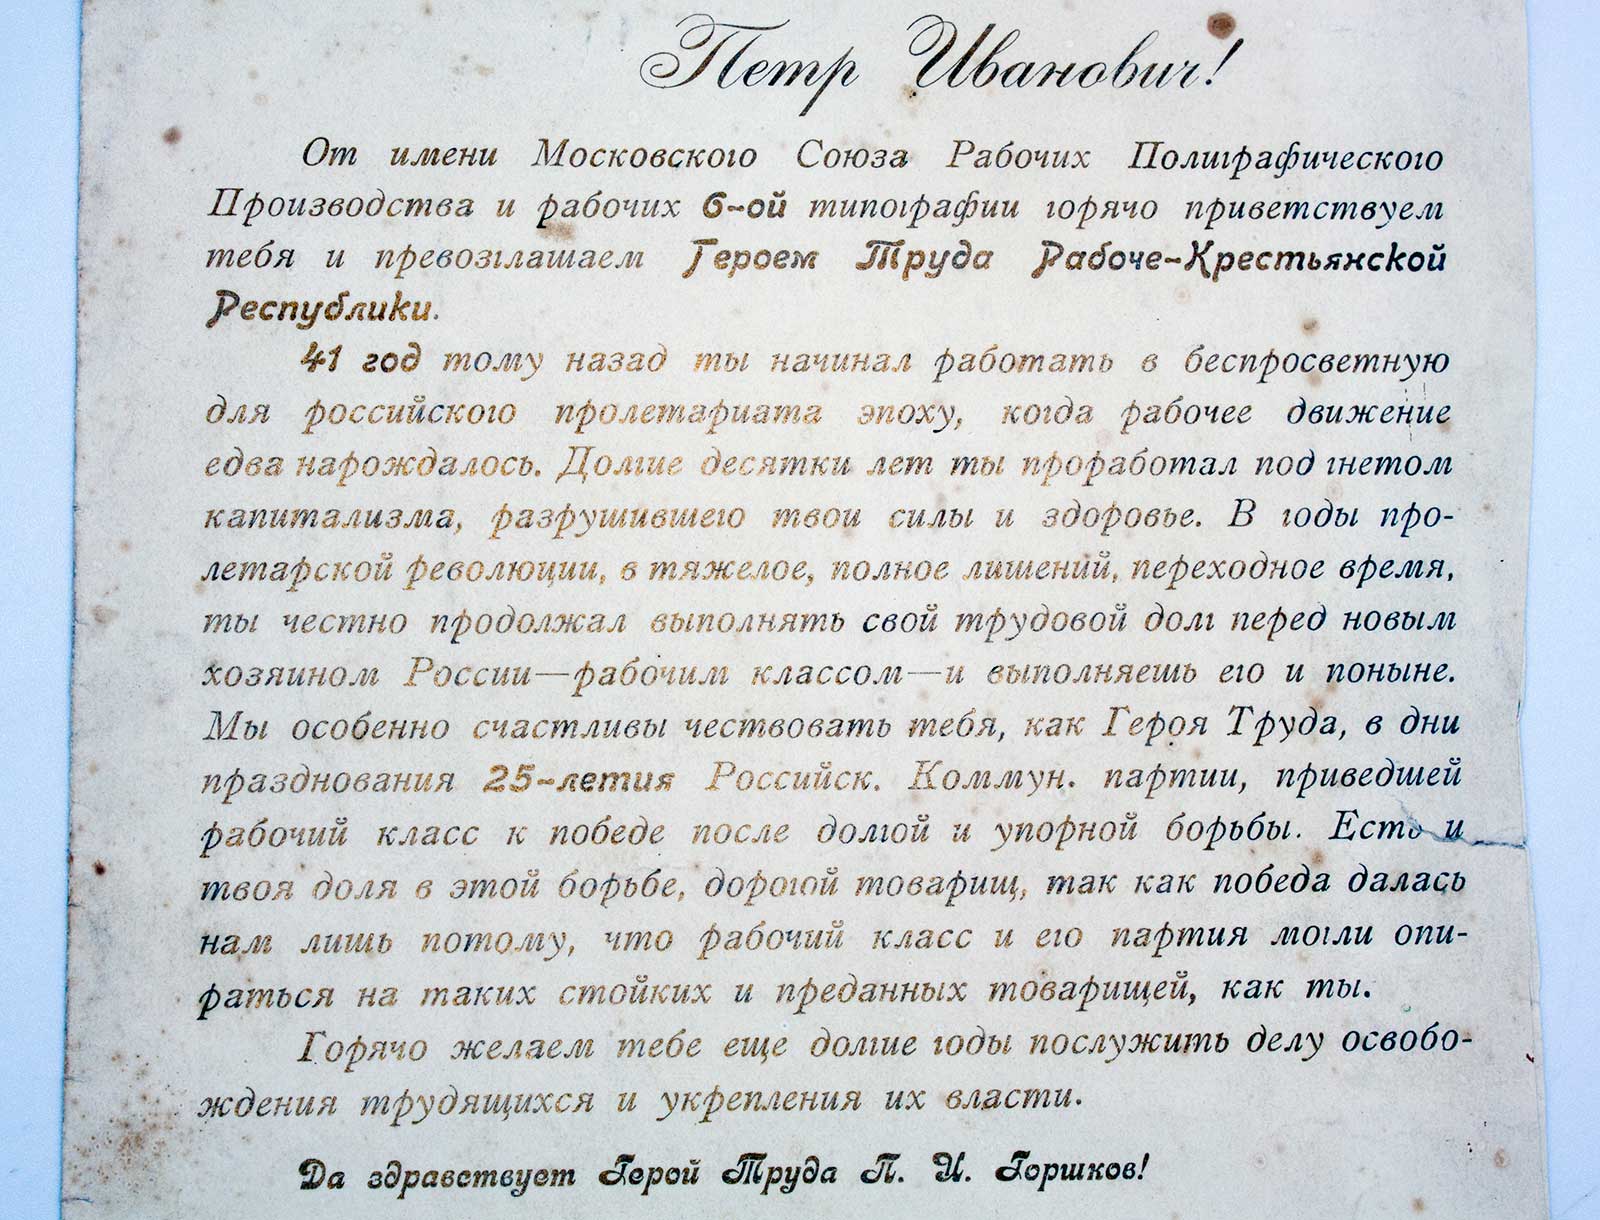 Петр Иванович!
От имени Московского Союза Рабочих Полиграфического
Производства и рабочих 6-ой типографии горячо приветствуем
тебя и превозглашаем Героем Труда Рабоче-Крестьянской
Республики.
41 год тому назад ты начинал работать в беспросветную
для российского пролетариата эпоху, когда рабочее движение
едва нарождалось. Долгие десятки лет ты проработал под гнетом
капитализма, разрушившего твои силы и здоровье. В годы про-
летарской революции, в тяжелое, полное лишений, переходное время,
ты честно продолжал выполнять свой трудовой долг перед новым
хозяином России—рабочим классом—и выполняешь его и поныне.
Мы особенно счастливы чествовать тебя, как Героя Труда, в дни
празднования 25-летия Российск. Коммун. партии, приведшей
рабочий класс к победе после долгой и упорной борьбы. Есть и
твоя доля в этой борьбе, дорогой товарищ, так как победа далась
нам лишь потому, что рабочий класс и его партия могли опи-
раться на таких стойких и преданных товарищей, как ты.
Горячо желаем тебе еще долгие годы послужить делу освобо-
ждения трудящихся и укрепления их власти.
Да здравствует Герой Труда П. И. Горшков!